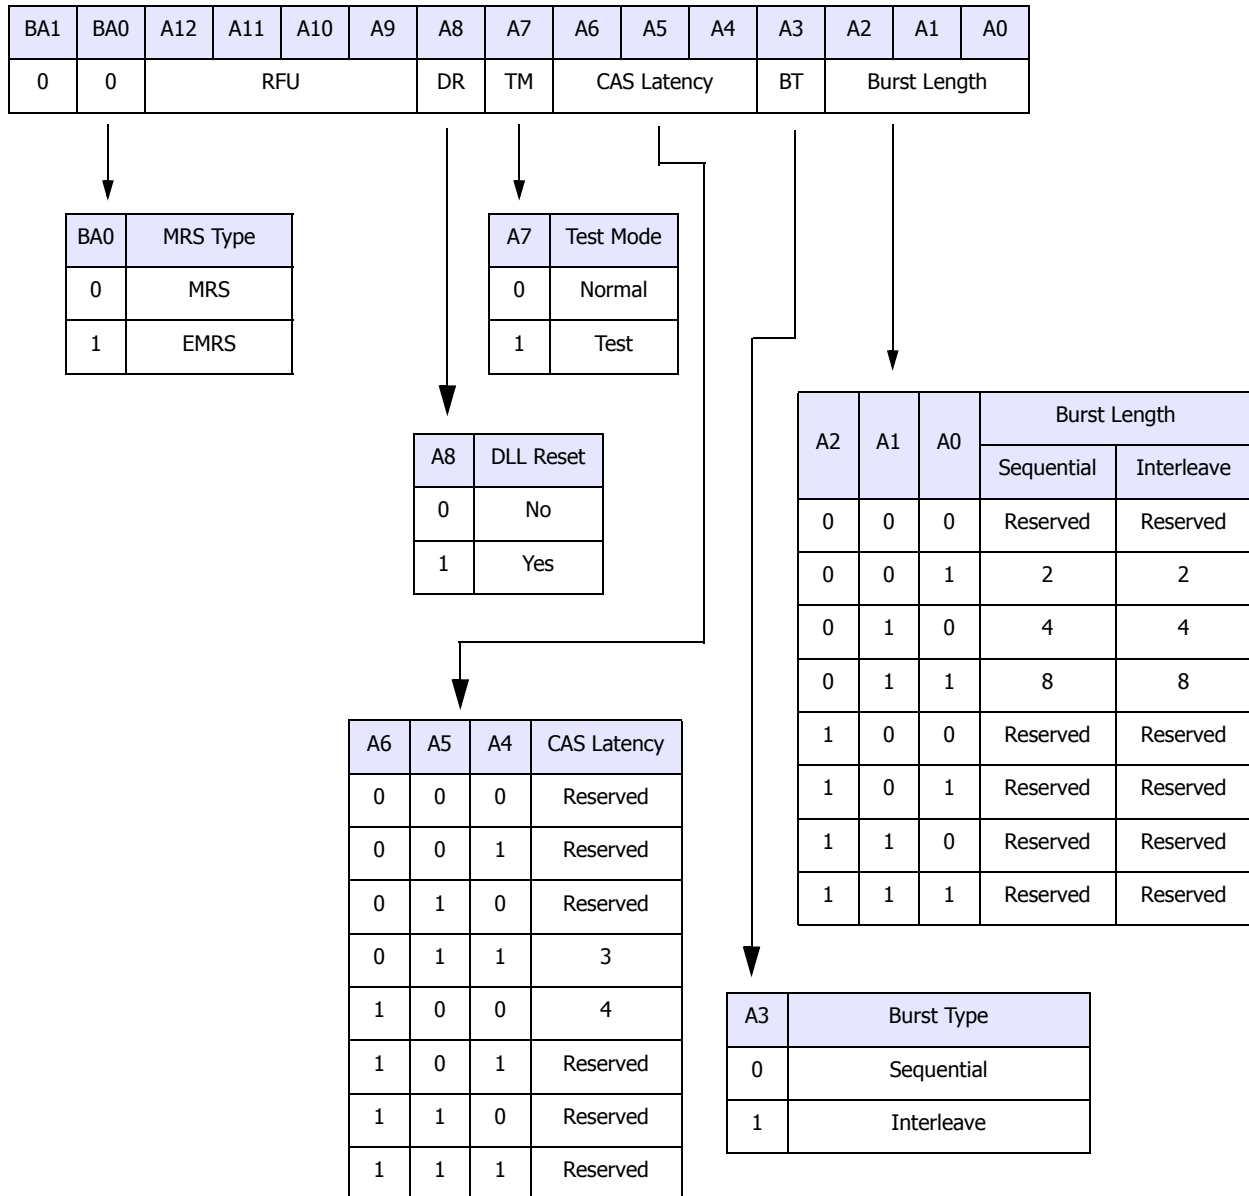 BA1 BA0 A12 A11 A10 A9 A8 A7 A6 A5 A4 A3 A2 A1 A0
0 0 RFU DR TM CAS Latency BT Burst Length
BA0 MRS Type
0 MRS
1 EMRS
A7 Test Mode
0 Normal
1 Test
A8 DLL Reset
0 No
1 Yes
A2 A1 A0 Burst Length
Sequential Interleave
0 0 0 Reserved Reserved
0 0 1 2 2
0 1 0 4 4
0 1 1 8 8
1 0 0 Reserved Reserved
1 0 1 Reserved Reserved
1 1 0 Reserved Reserved
1 1 1 Reserved Reserved
A6 A5 A4 CAS Latency
0 0 0 Reserved
0 0 1 Reserved
0 1 0 Reserved
0 1 1 3
1 0 0 4
1 0 1 Reserved
1 1 0 Reserved
1 1 1 Reserved
A3 Burst Type
0 Sequential
1 Interleave